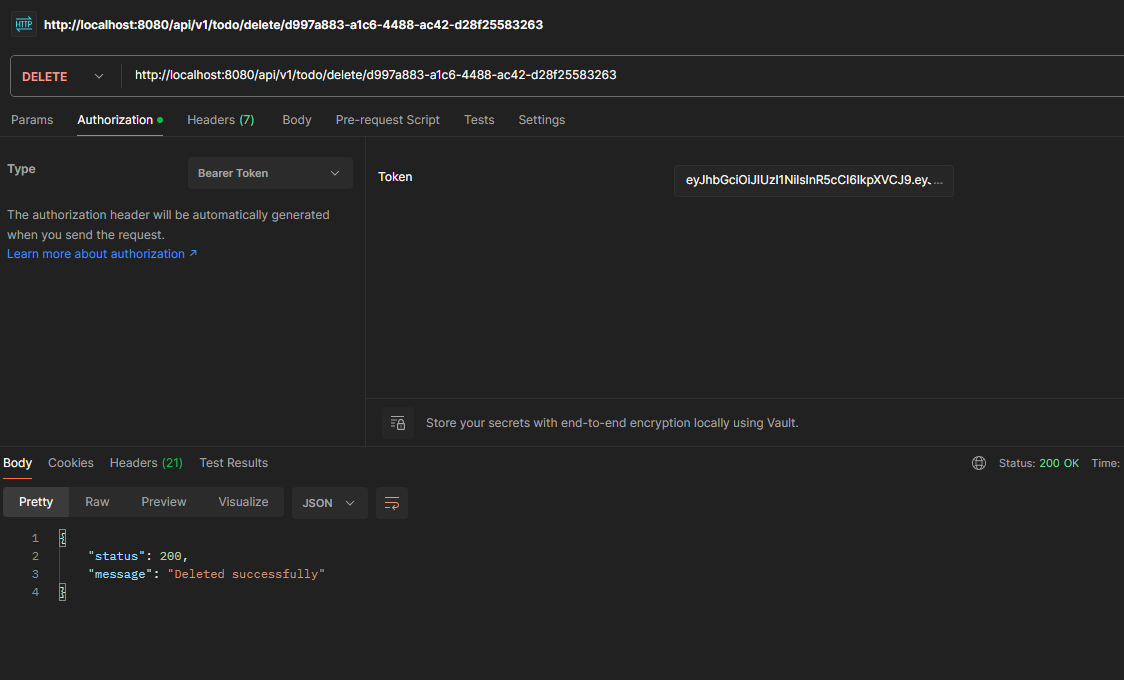 HTTP http://localhost:8080/api/v1/todo/delete/d997a883-a1c6-4488-ac42-d28f25583263
DELETE http://localhost:8080/api/v1/todo/delete/d997a883-a1c6-4488-ac42-d28f25583263
Params Authorization Headers (7) Body Pre-request Script Tests Settings
Type Bearer Token
Token eyJhbGciOiJIUzI1NiIsInR5cCI6IkpXVCJ9.eyJ...
The authorization header will be automatically generated
when you send the request.
Learn more about authorization ↗
Store your secrets with end-to-end encryption locally using Vault.
Body Cookies Headers (21) Test Results Status: 200 OK Time:
Pretty Raw Preview Visualize JSON
1 {
2 "status": 200,
3 "message": "Deleted successfully"
4 }